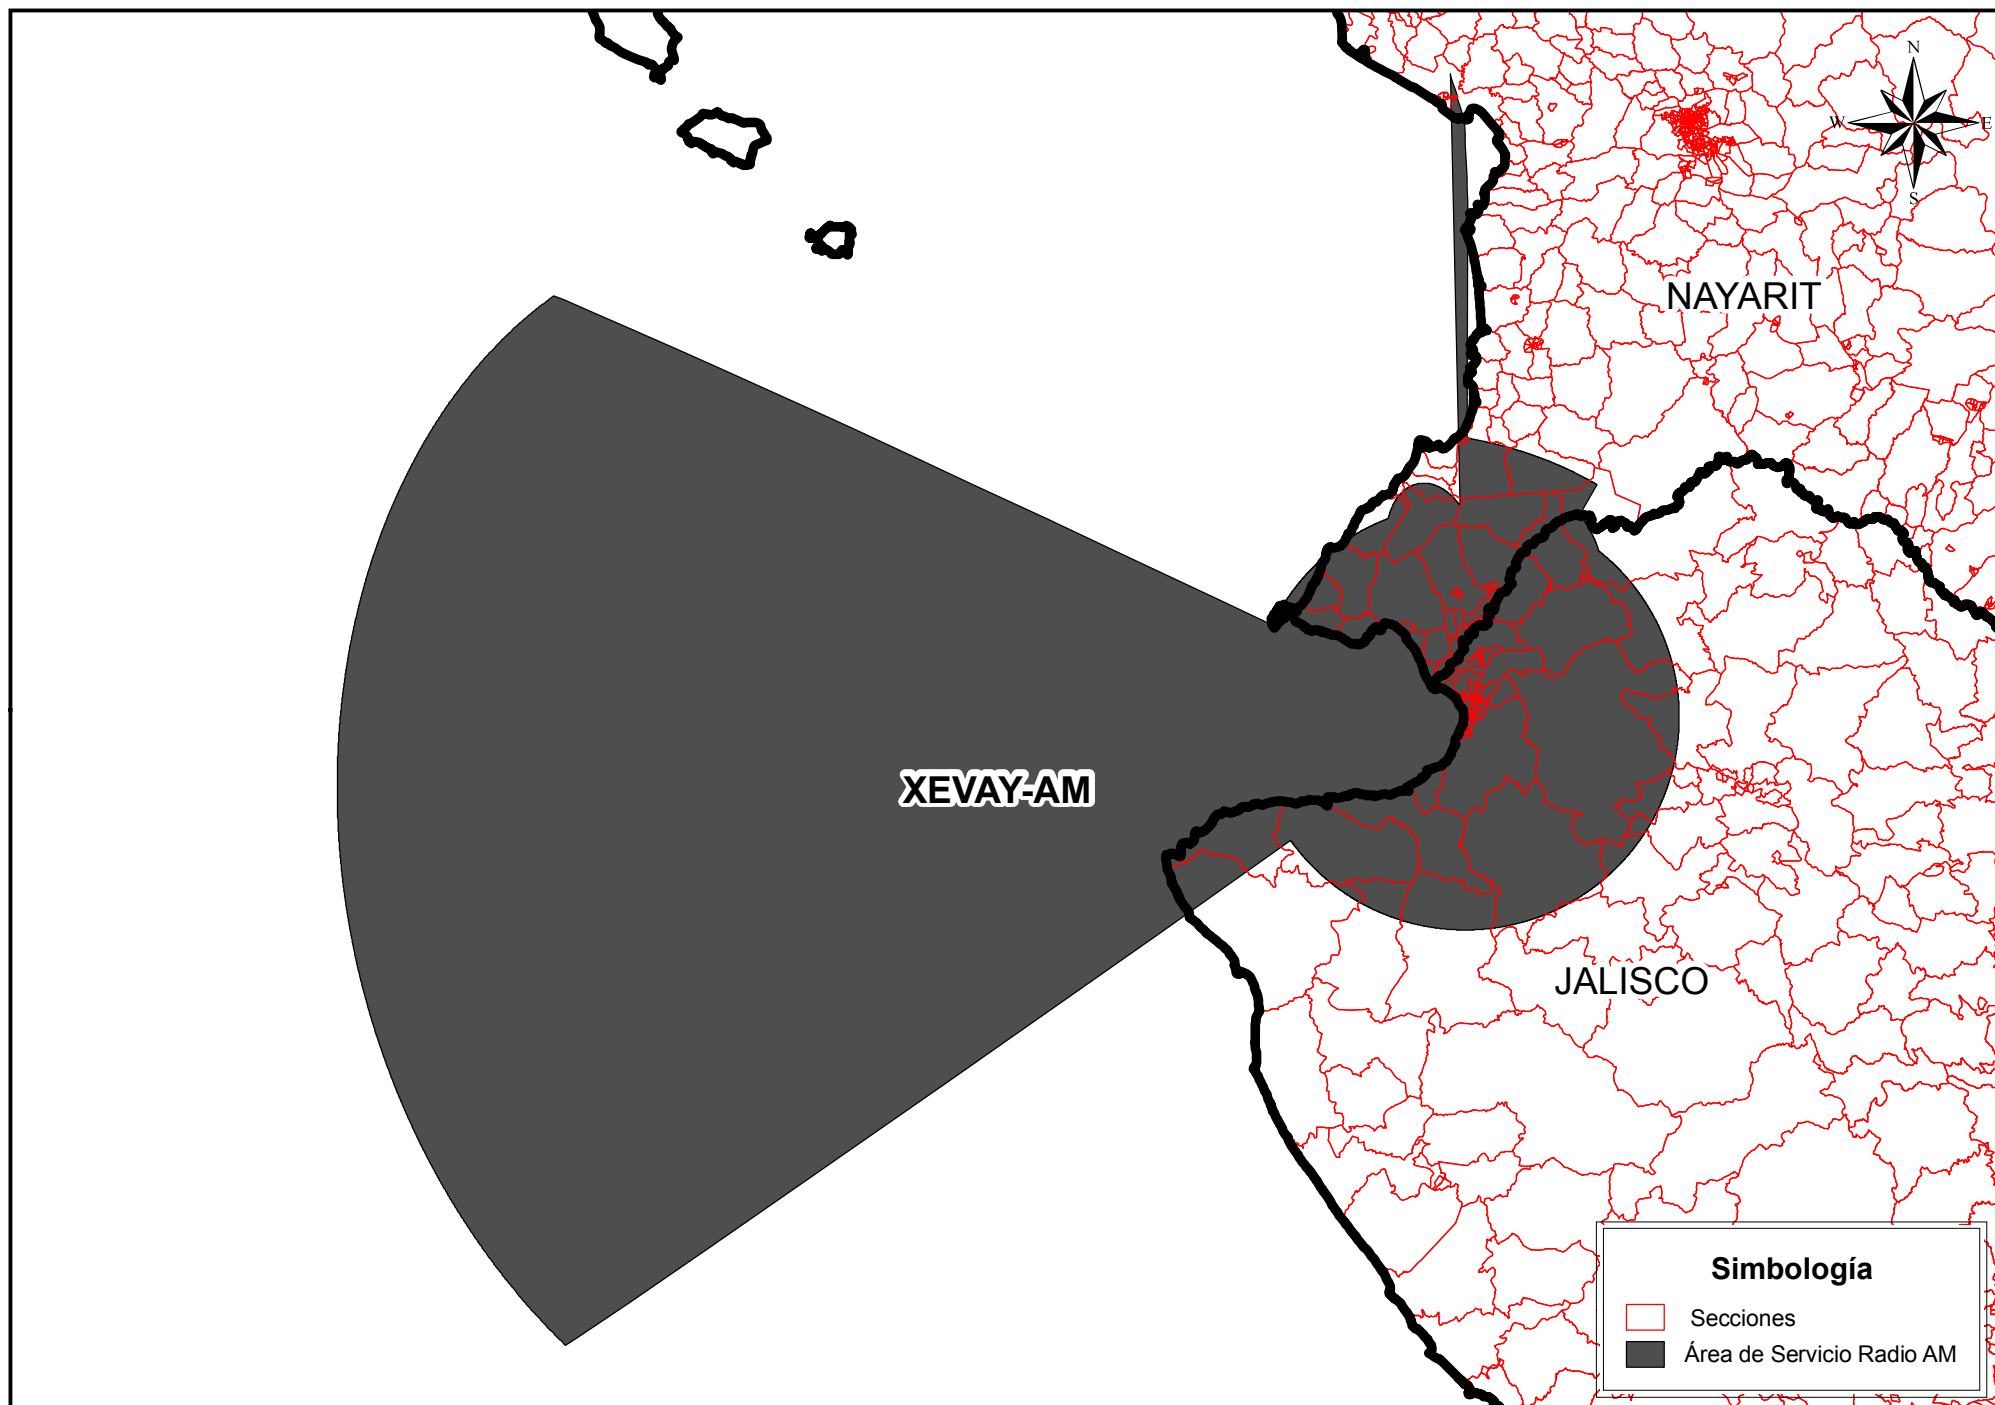 N
W E
S
NAYARIT
XEVAY-AM
JALISCO
Simbología
Secciones
Área de Servicio Radio AM